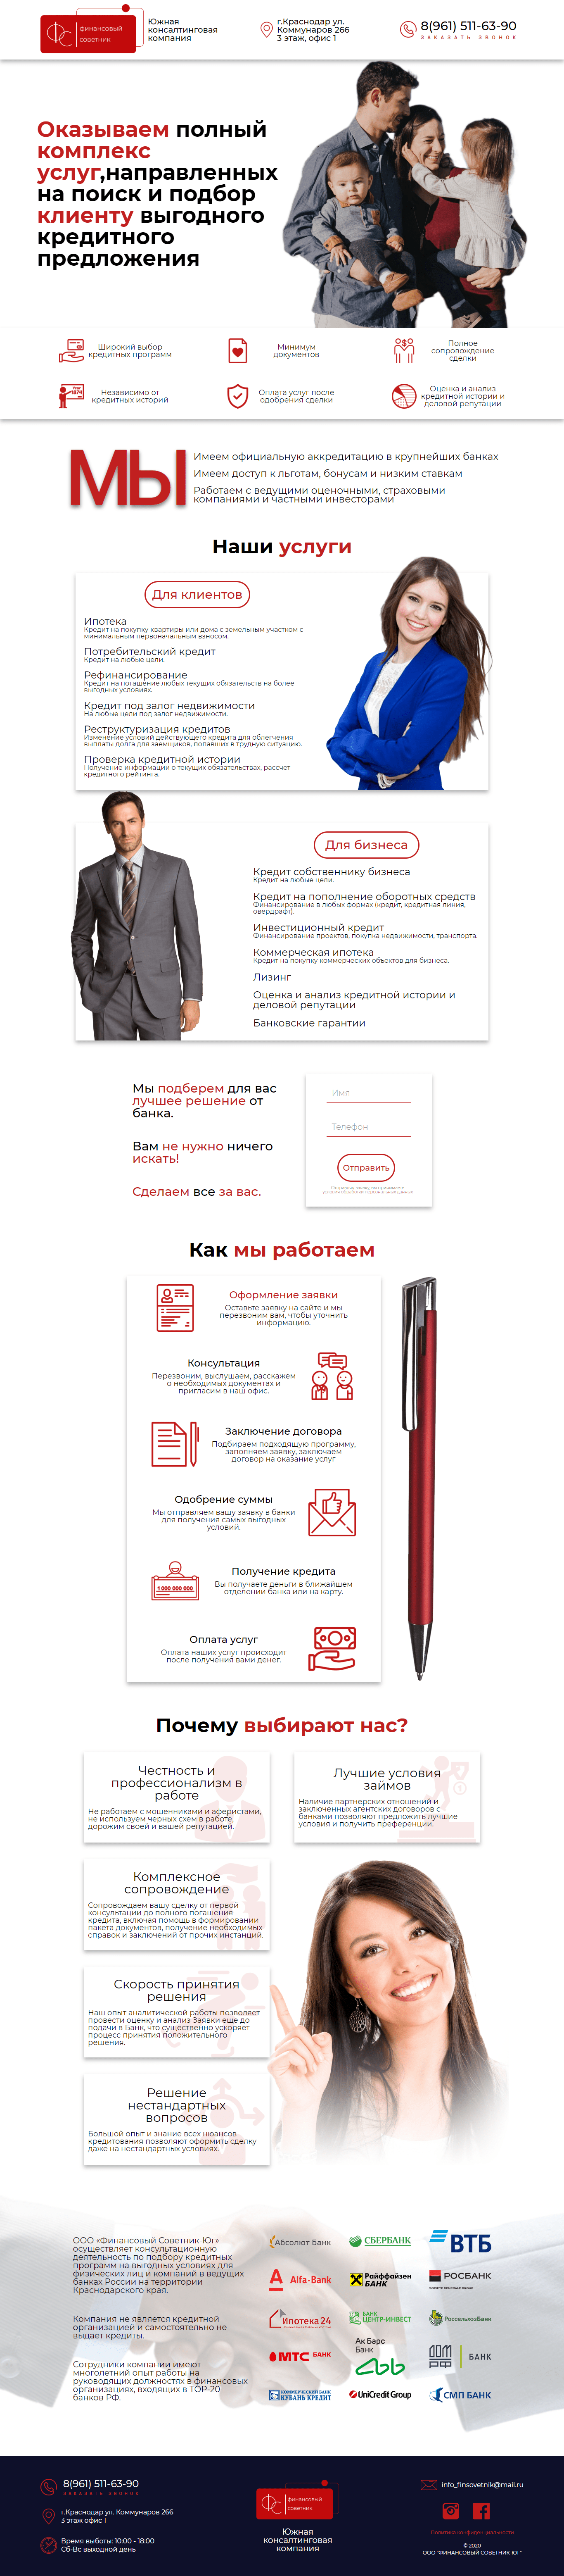 финансовый
советник
Южная
консалтинговая
компания
г.Краснодар ул.
Коммунаров 266
3 этаж, офис 1
8(961) 511-63-90
ЗАКАЗАТЬ ЗВОНОК
Оказываем полный
комплекс
услуг,направленных
на поиск и подбор
клиенту выгодного
кредитного
предложения
Широкий выбор
кредитных программ
Минимум
документов
Полное
сопровождение
сделки
Независимо от
кредитных историй
Оплата услуг после
одобрения сделки
Оценка и анализ
кредитной истории и
деловой репутации
МЫ
Имеем официальную аккредитацию в крупнейших банках
Имеем доступ к льготам, бонусам и низким ставкам
Работаем с ведущими оценочными, страховыми
компаниями и частными инвесторами
Наши услуги
Для клиентов
Ипотека
Кредит на покупку квартиры или дома с земельным участком с
минимальным первоначальным взносом.
Потребительский кредит
Кредит на любые цели.
Рефинансирование
Кредит на погашение любых текущих обязательств на более
выгодных условиях.
Кредит под залог недвижимости
На любые цели под залог недвижимости.
Реструктуризация кредитов
Изменение условий действующего кредита для облегчения
выплаты долга для заемщиков, попавших в трудную ситуацию.
Проверка кредитной истории
Получение информации о текущих обязательствах, рассчет
кредитного рейтинга.
Для бизнеса
Кредит собственнику бизнеса
Кредит на любые цели.
Кредит на пополнение оборотных средств
Финансирование в любых формах (кредит, кредитная линия,
овердрафт).
Инвестиционный кредит
Финансирование проектов, покупка недвижимости, транспорта.
Коммерческая ипотека
Кредит на покупку коммерческих объектов для бизнеса.
Лизинг
Оценка и анализ кредитной истории и
деловой репутации
Банковские гарантии
Мы подберем для вас
лучшее решение от
банка.
Вам не нужно ничего
искать!
Сделаем все за вас.
Имя
Телефон
Отправить
Отправляя заявку, вы принимаете
условия обработки персональных данных
Как мы работаем
Оформление заявки
Оставьте заявку на сайте и мы
перезвоним вам, чтобы уточнить
информацию.
Консультация
Перезвоним, выслушаем, расскажем
о необходимых документах и
пригласим в наш офис.
Заключение договора
Подбираем подходящую программу,
заполняем заявку, заключаем
договор на оказание услуг
Одобрение суммы
Мы отправляем вашу заявку в банки
для получения самых выгодных
условий.
1 000 000 000
Получение кредита
Вы получаете деньги в ближайшем
отделении банка или на карту.
Оплата услуг
Оплата наших услуг происходит
после получения вами денег.
Почему выбирают нас?
Честность и
профессионализм в
работе
Не работаем с мошенниками и аферистами,
не используем черных схем в работе,
дорожим своей и вашей репутацией.
Лучшие условия
займов
Наличие партнерских отношений и
заключенных агентских договоров с
банками позволяют предложить лучшие
условия и получить преференции.
Комплексное
сопровождение
Сопровождаем вашу сделку от первой
консультации до полного погашения
кредита, включая помощь в формировании
пакета документов, получение необходимых
справок и заключений от прочих инстанций.
Скорость принятия
решения
Наш опыт аналитической работы позволяет
провести оценку и анализ Заявки еще до
подачи в Банк, что существенно ускоряет
процесс принятия положительного
решения.
Решение
нестандартных
вопросов
Большой опыт и знание всех нюансов
кредитования позволяют оформить сделку
даже на нестандартных условиях.
ООО «Финансовый Советник-Юг»
осуществляет консультационную
деятельность по подбору кредитных
программ на выгодных условиях для
физических лиц и компаний в ведущих
банках России на территории
Краснодарского края.
Компания не является кредитной
организацией и самостоятельно не
выдает кредиты.
Сотрудники компании имеют
многолетний опыт работы на
руководящих должностях в финансовых
организациях, входящих в TOP-20
банков РФ.
Абсолют Банк
СБЕРБАНК
ВТБ
Alfa·Bank
Райффайзен
БАНК
РОСБАНК
SOCIETE GENERALE GROUP
Ипотека 24
БАНК
ЦЕНТР-ИНВЕСТ
РоссельхозБанк
МТС БАНК
Ак Барс
Банк
ДОМ
РФ
БАНК
КОММЕРЧЕСКИЙ БАНК
КУБАНЬ КРЕДИТ
UniCredit Group
СМП БАНК
8(961) 511-63-90
ЗАКАЗАТЬ ЗВОНОК
г.Краснодар ул. Коммунаров 266
3 этаж офис 1
Время выботы: 10:00 - 18:00
Сб-Вс выходной день
финансовый
советник
Южная
консалтинговая
компания
info_finsovetnik@mail.ru
Политика конфиденциальности
© 2020
ООО "ФИНАНСОВЫЙ СОВЕТНИК-ЮГ"